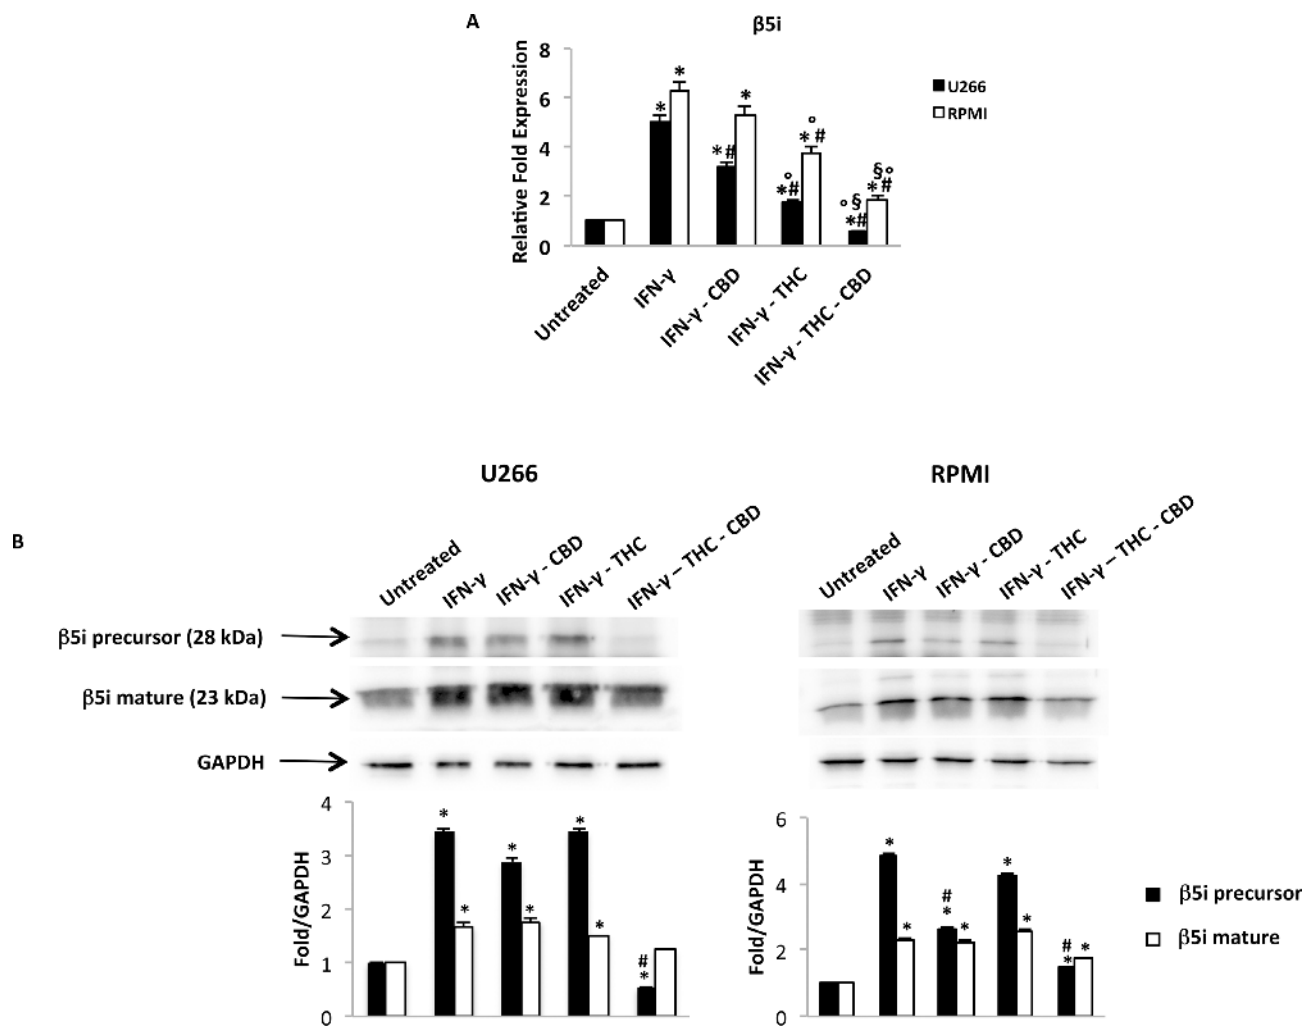 A
β5i
Relative Fold Expression
8
6
4
2
0
*
*
*#
*
°
*#
°
*#
°§
*#
§°
*#
U266
RPMI
Untreated
IFN-γ
IFN-γ - CBD
IFN-γ - THC
IFN-γ - THC - CBD
B
U266
RPMI
Untreated
IFN-γ
IFN-γ - CBD
IFN-γ - THC
IFN-γ – THC - CBD
Untreated
IFN-γ
IFN-γ - CBD
IFN-γ - THC
IFN-γ – THC - CBD
β5i precursor (28 kDa)
β5i mature (23 kDa)
GAPDH
Fold/GAPDH
4
3
2
1
0
*
*
*
*
*
*
#
*
Fold/GAPDH
6
4
2
0
*
*
#
*
*
*
*
#
*
*
β5i precursor
β5i mature